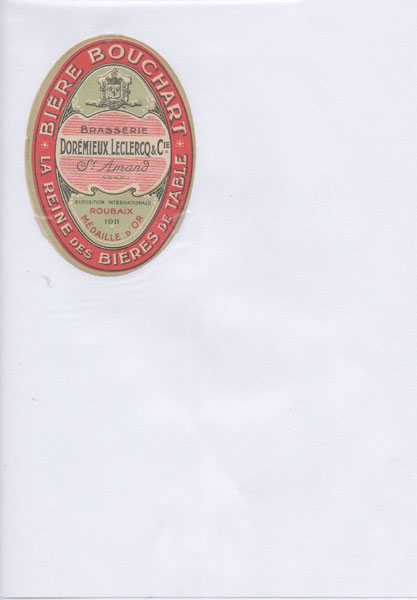 BIÈRE BOUCHART
BRASSERIE
DORÉMIEUX LECLERCQ & CIE
St Amand
NORD
EXPOSITION INTERNATIONALE
ROUBAIX
1911
MÉDAILLE D'OR
LA REINE DES BIÈRES DE TABLE